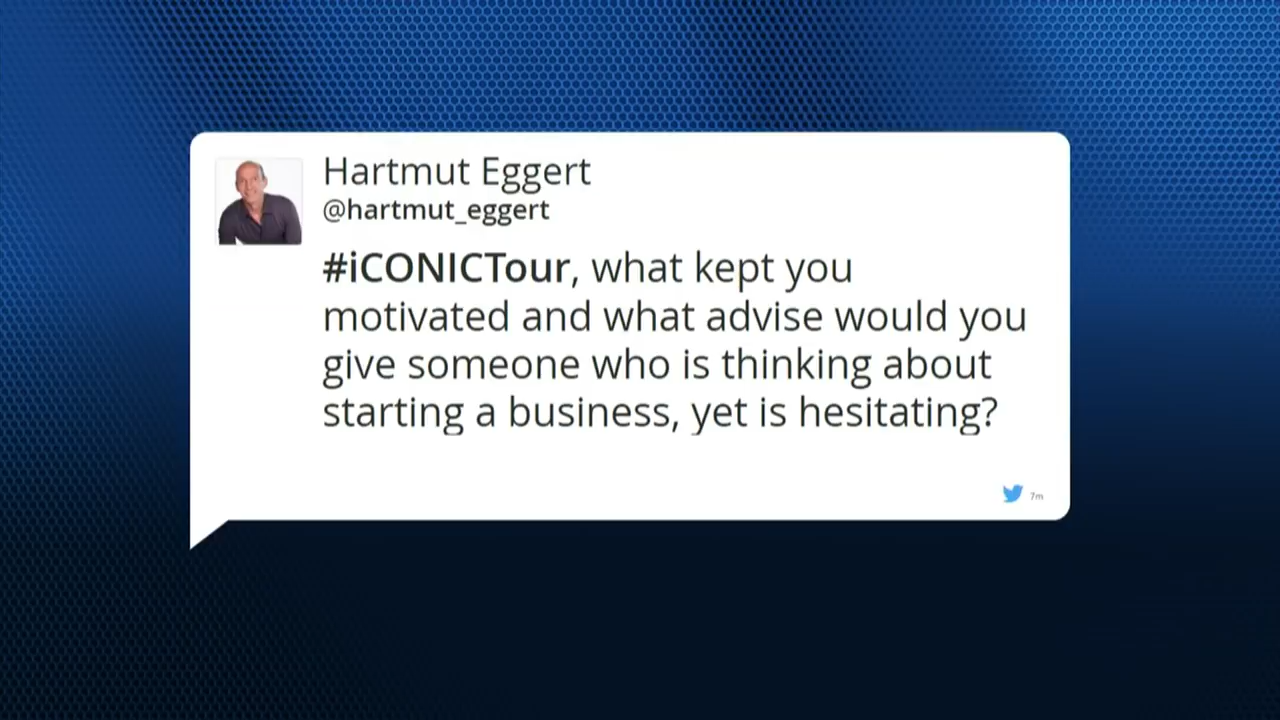 Hartmut Eggert
@hartmut_eggert
#iCONICTour, what kept you
motivated and what advise would you
give someone who is thinking about
starting a business, yet is hesitating?
7m